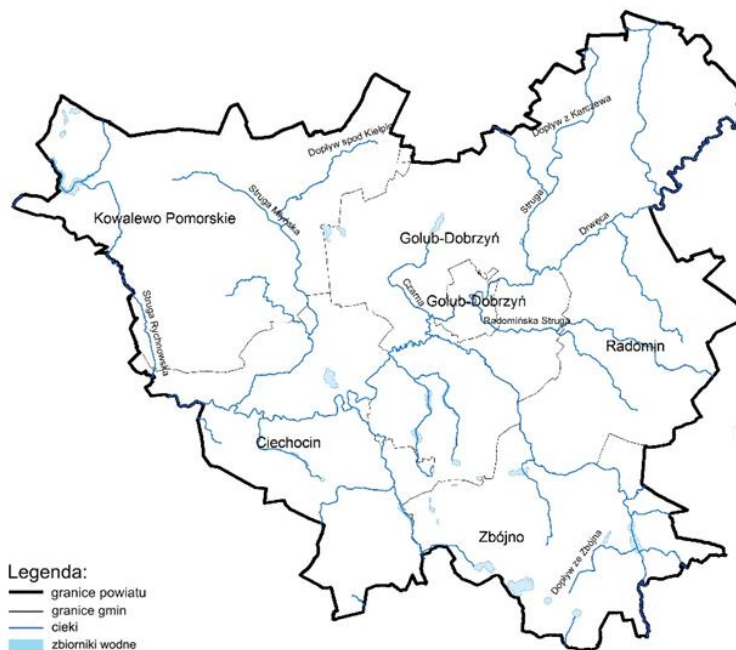 Dopływ z Karczewa
Dopływ spod Kiełpin
Struga Młyńska
Struga
Kowalewo Pomorskie
Drwęca
Golub-Dobrzyń
Czarna
Golub-Dobrzyń
Struga Rychnowska
Radomińska Struga
Radomin
Ciechocin
Zbójno
Dopływ ze Zbójna
Legenda:
granice powiatu
granice gmin
cieki
zbiorniki wodne